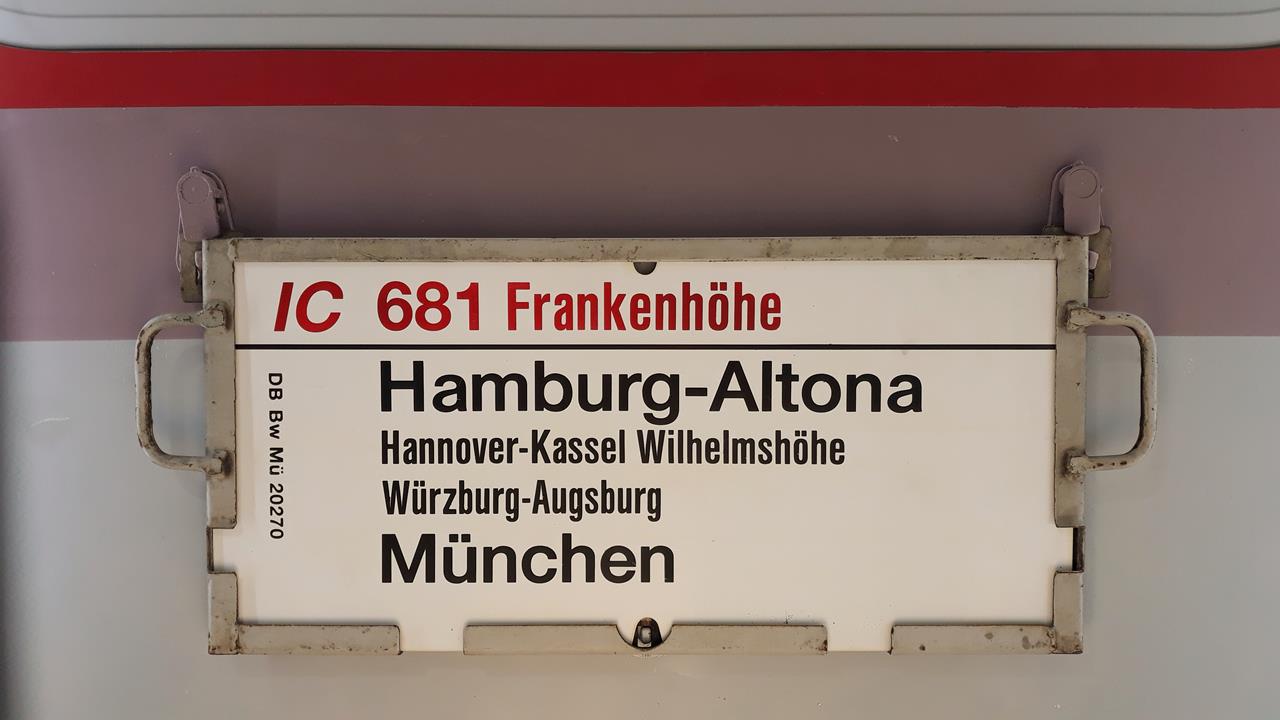 IC 681 Frankenhöhe
Hamburg-Altona
Hannover-Kassel Wilhelmshöhe
Würzburg-Augsburg
München
DB Bw Mü 20270